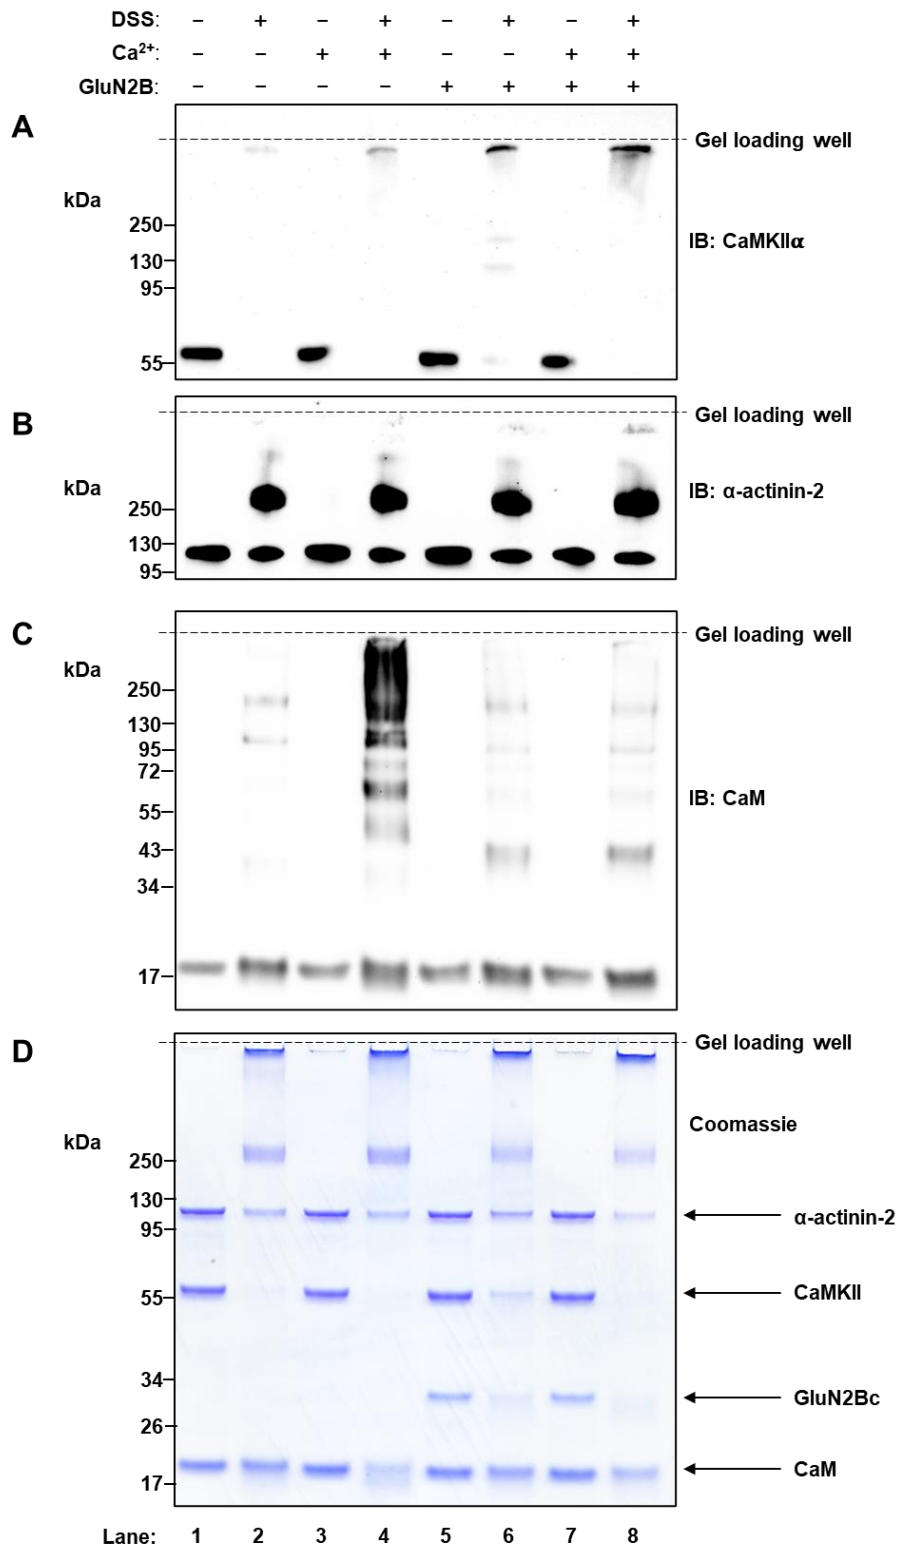 DSS: – + – + – + – +
Ca²⁺: – – + + – – + +
GluN2B: – – – – + + + +
A
Gel loading well
kDa
250
IB: CaMKIIα
130
95
55
B
Gel loading well
kDa
IB: α-actinin-2
250
130
95
C
Gel loading well
kDa
250
130
95
72
IB: CaM
55
43
34
17
D
Gel loading well
Coomassie
kDa
250
130
α-actinin-2
95
CaMKII
55
34
GluN2Bc
26
CaM
17
Lane: 1 2 3 4 5 6 7 8